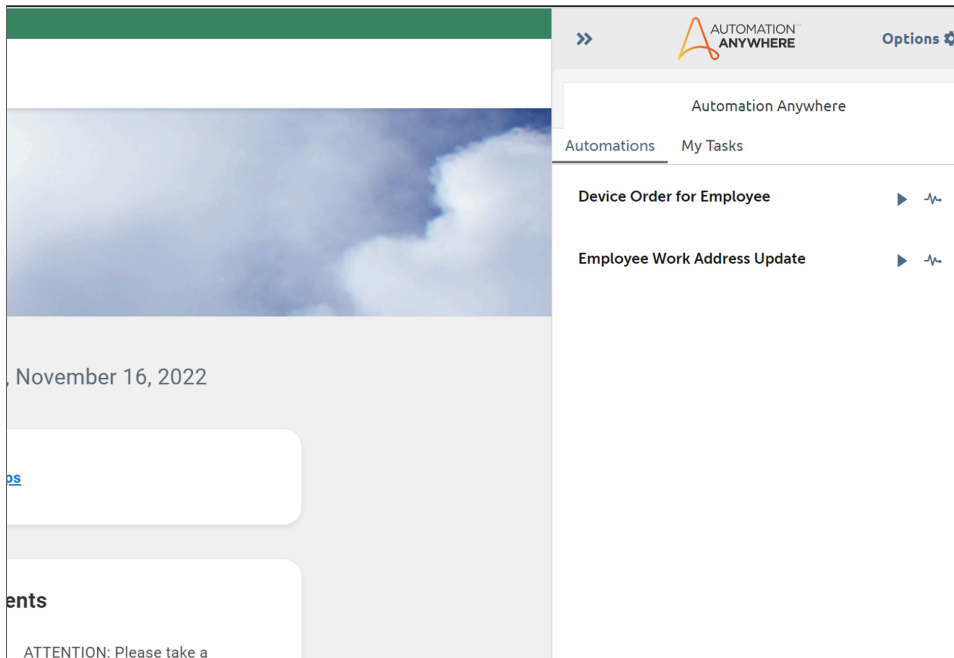 AUTOMATION
ANYWHERE
Options
Automation Anywhere
Automations My Tasks
Device Order for Employee
Employee Work Address Update
, November 16, 2022
ps
ents
ATTENTION: Please take a